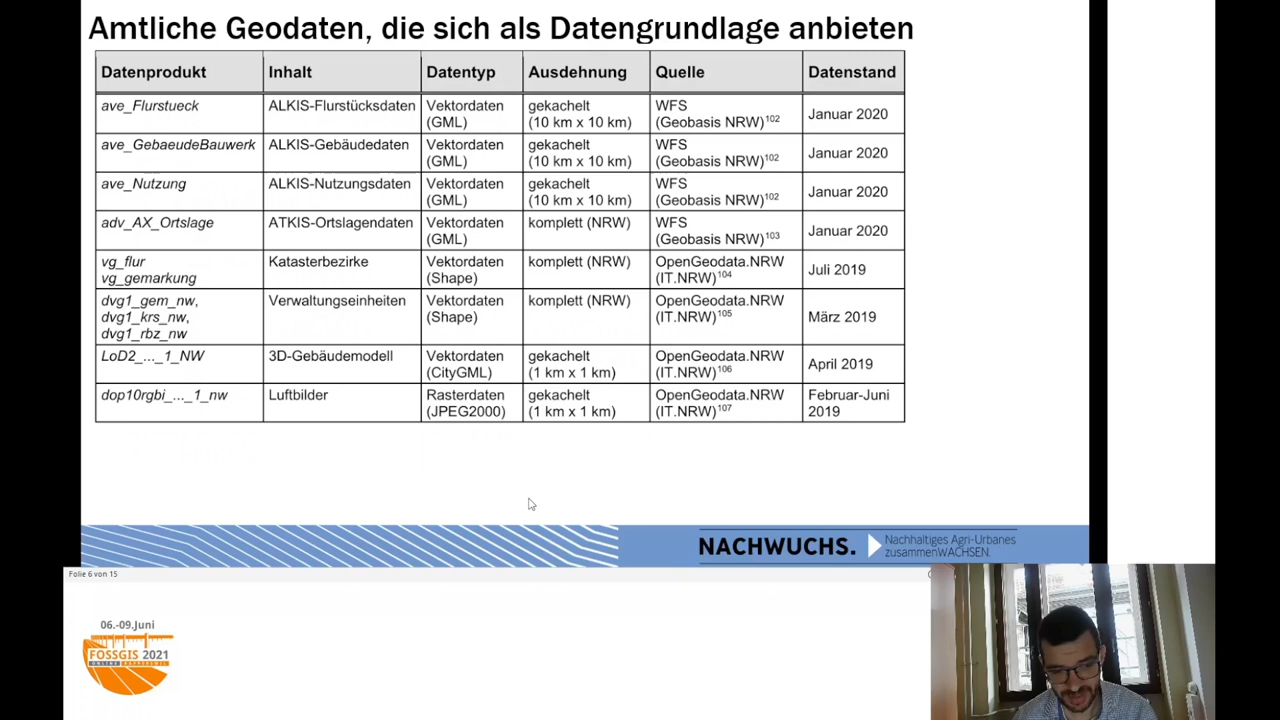 Amtliche Geodaten, die sich als Datengrundlage anbieten
Datenprodukt Inhalt Datentyp Ausdehnung Quelle Datenstand
ave_Flurstueck ALKIS-Flurstücksdaten Vektordaten (GML) gekachelt (10 km x 10 km) WFS (Geobasis NRW)102 Januar 2020
ave_GebaeudeBauwerk ALKIS-Gebäudedaten Vektordaten (GML) gekachelt (10 km x 10 km) WFS (Geobasis NRW)102 Januar 2020
ave_Nutzung ALKIS-Nutzungsdaten Vektordaten (GML) gekachelt (10 km x 10 km) WFS (Geobasis NRW)102 Januar 2020
adv_AX_Ortslage ATKIS-Ortslagendaten Vektordaten (GML) komplett (NRW) WFS (Geobasis NRW)103 Januar 2020
vg_flur vg_gemarkung Katasterbezirke Vektordaten (Shape) komplett (NRW) OpenGeodata.NRW (IT.NRW)104 Juli 2019
dvg1_gem_nw, dvg1_krs_nw, dvg1_rbz_nw Verwaltungseinheiten Vektordaten (Shape) komplett (NRW) OpenGeodata.NRW (IT.NRW)105 März 2019
LoD2_..._1_NW 3D-Gebäudemodell Vektordaten (CityGML) gekachelt (1 km x 1 km) OpenGeodata.NRW (IT.NRW)106 April 2019
dop10rgbi_..._1_nw Luftbilder Rasterdaten (JPEG2000) gekachelt (1 km x 1 km) OpenGeodata.NRW (IT.NRW)107 Februar-Juni 2019
NACHWUCHS. Nachhaltiges Agri-Urbanes
zusammenWACHSEN.
Folie 6 von 15
06.-09.Juni
FOSSGIS 2021